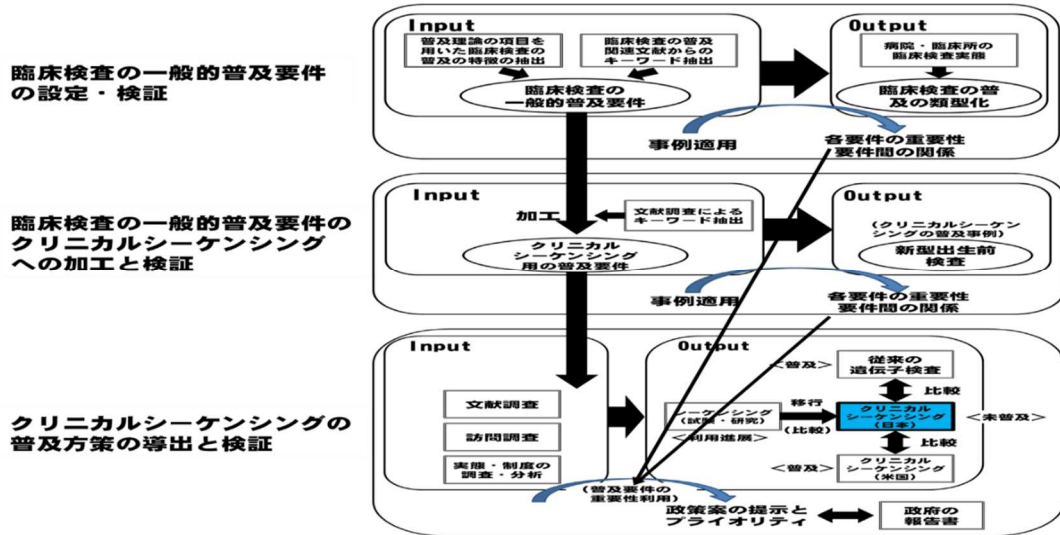 臨床検査の一般的普及要件
の設定・検証
Input
普及理論の項目を
用いた臨床検査の
普及の特徴の抽出
臨床検査の普及
関連文献からの
キーワード抽出
臨床検査の
一般的普及要件
Output
病院・臨床所の
臨床検査実態
臨床検査の普
及の類型化
事例適用
各要件の重要性
要件間の関係
臨床検査の一般的普及要件の
クリニカルシーケンシング
への加工と検証
Input
加工
文献調査による
キーワード抽出
クリニカル
シーケンシング
用の普及要件
Output
(クリニカルシーケン
シングの普及事例)
新型出生前
検査
事例適用
各要件の重要性
要件間の関係
クリニカルシーケンシングの
普及方策の導出と検証
Input
文献調査
訪問調査
実態・制度の
調査・分析
Output
<普及>
従来の
遺伝子検査
比較
シーケンシング
(試験・研究)
<利用進展>
移行
(比較)
クリニカル
シーケンシング
(日本)
<未普及>
比較
<普及>
クリニカル
シーケンシング
(米国)
(普及要件の
重要性利用)
政策案の提示と
プライオリティ
政府の
報告書